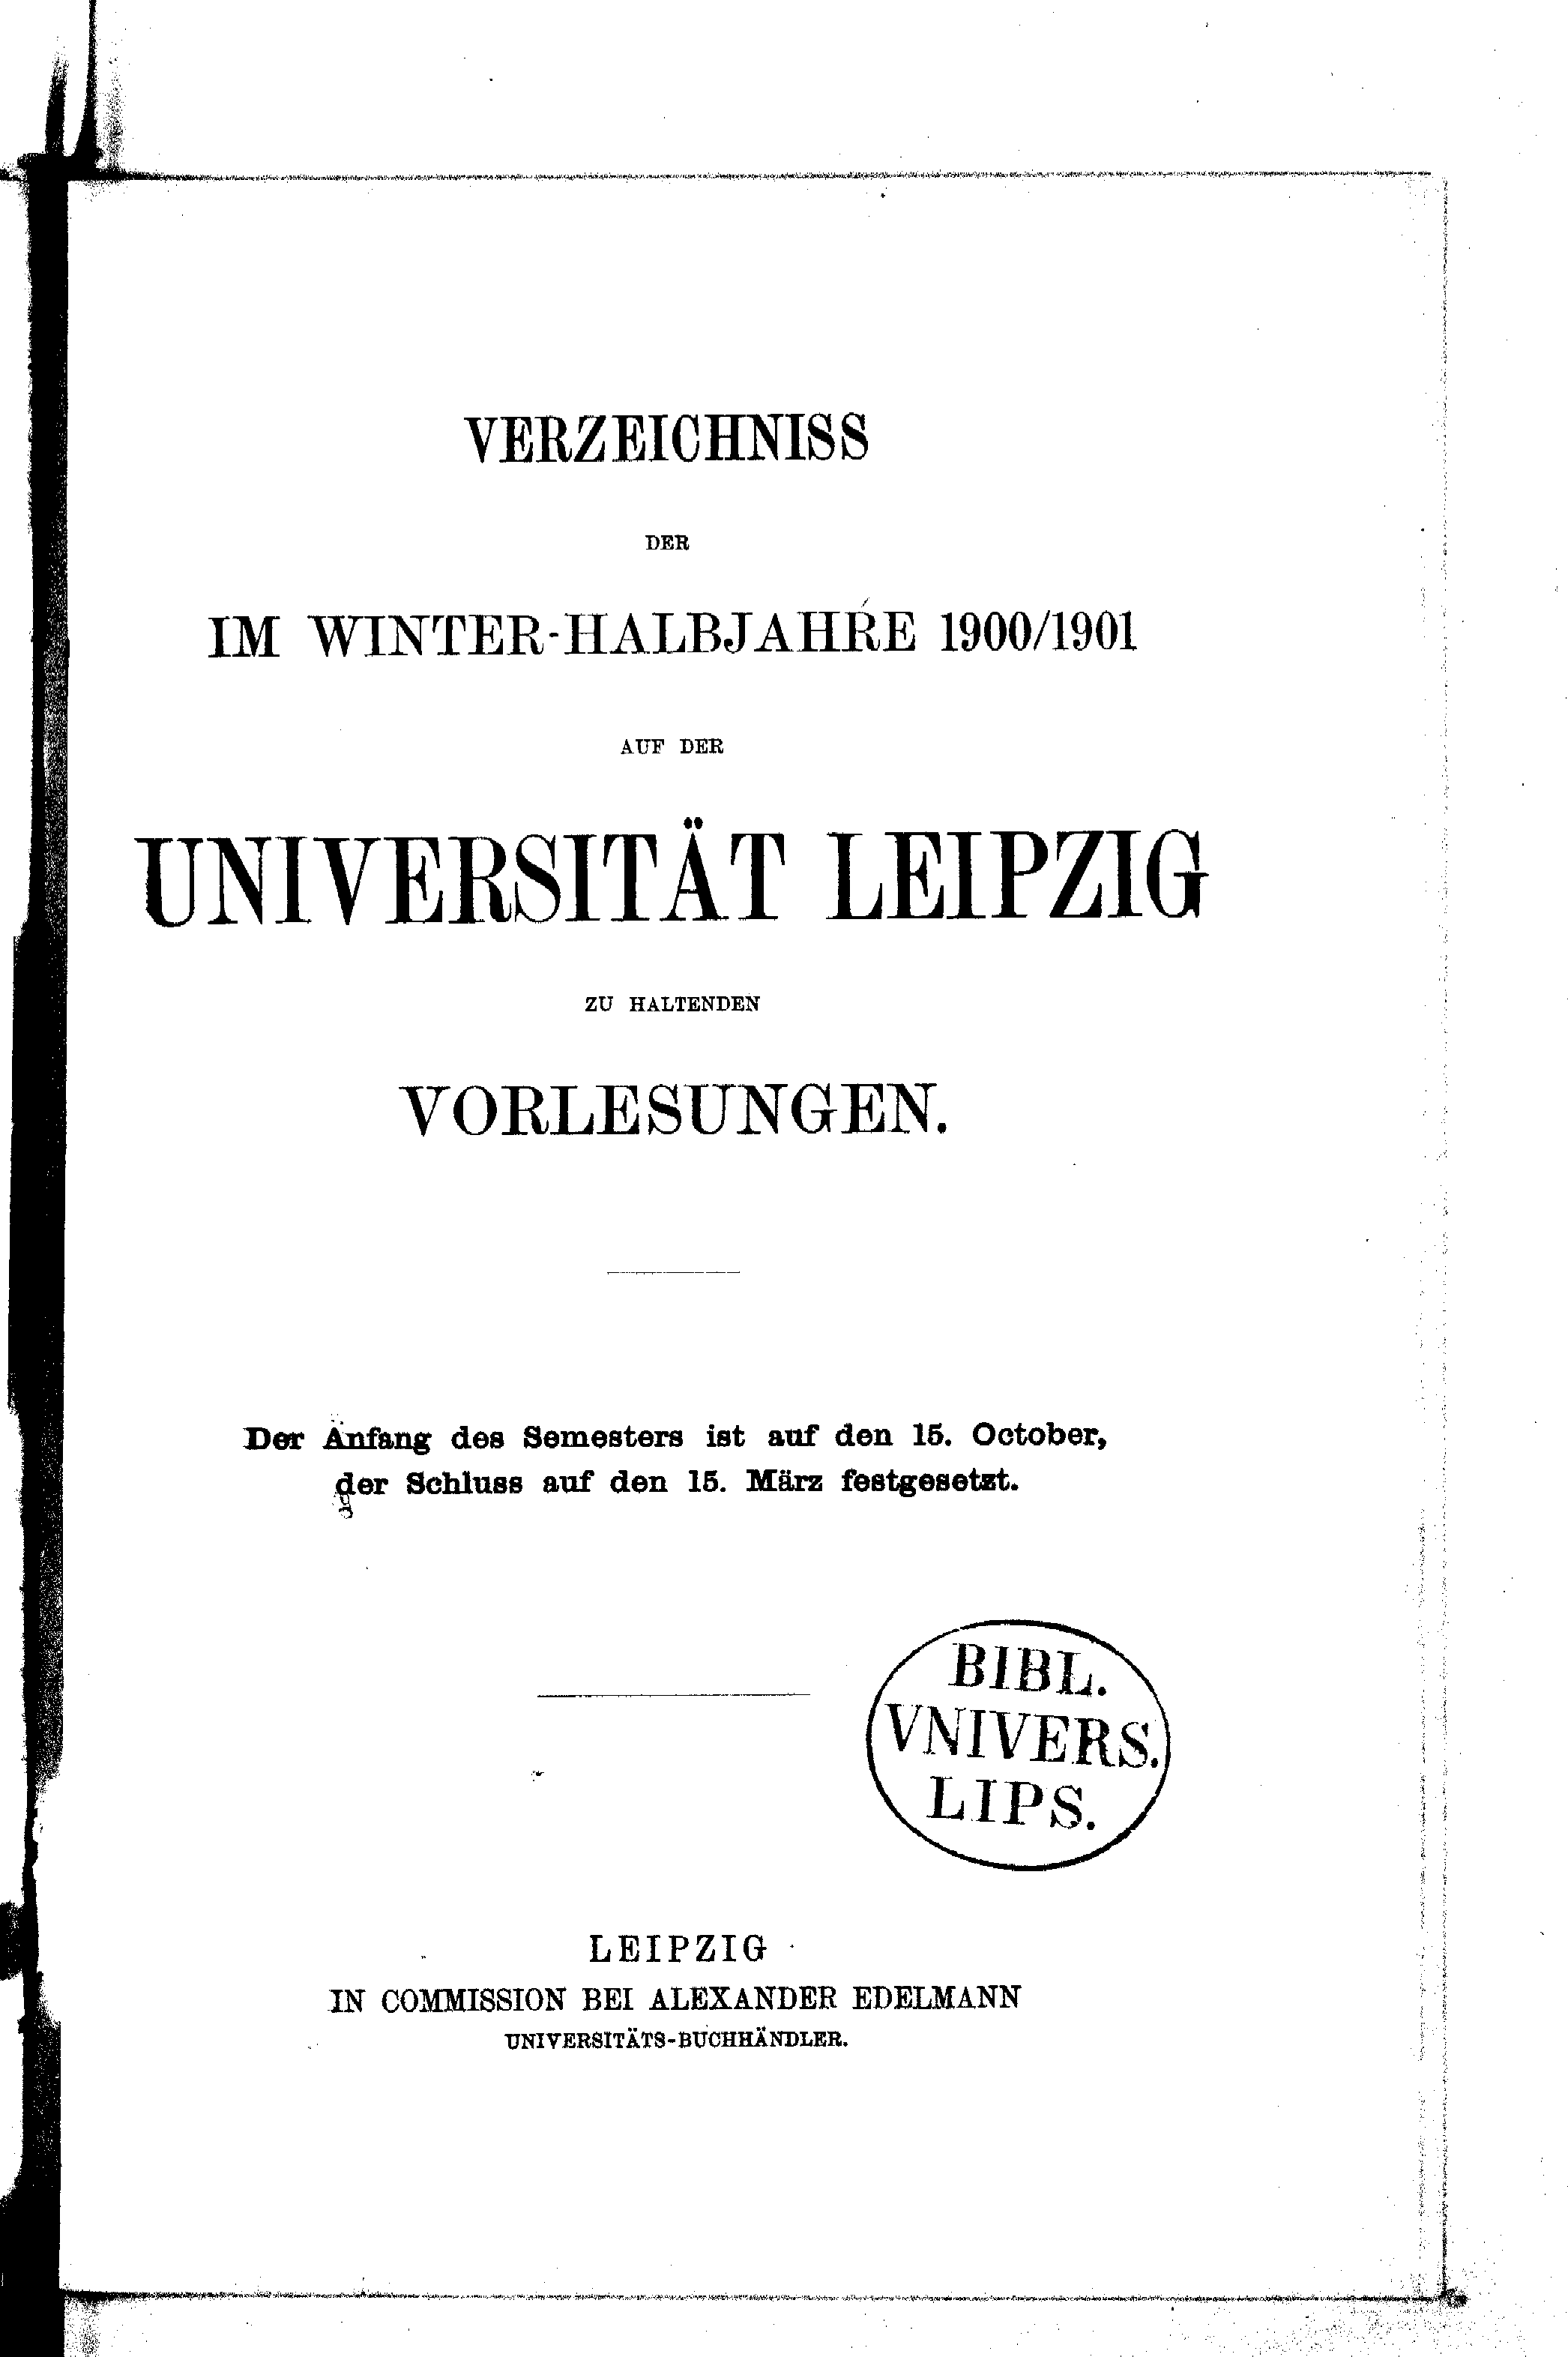 VERZEICHNISS
DER
IM WINTER-HALBJAHRE 1900/1901
AUF DER
UNIVERSITÄT LEIPZIG
ZU HALTENDEN
VORLESUNGEN.
Der Anfang des Semesters ist auf den 15. October,
der Schluss auf den 15. März festgesetzt.
BIBL.
VNIVERS.
LIPS.
LEIPZIG
IN COMMISSION BEI ALEXANDER EDELMANN
UNIVERSITÄTS-BUCHHÄNDLER.